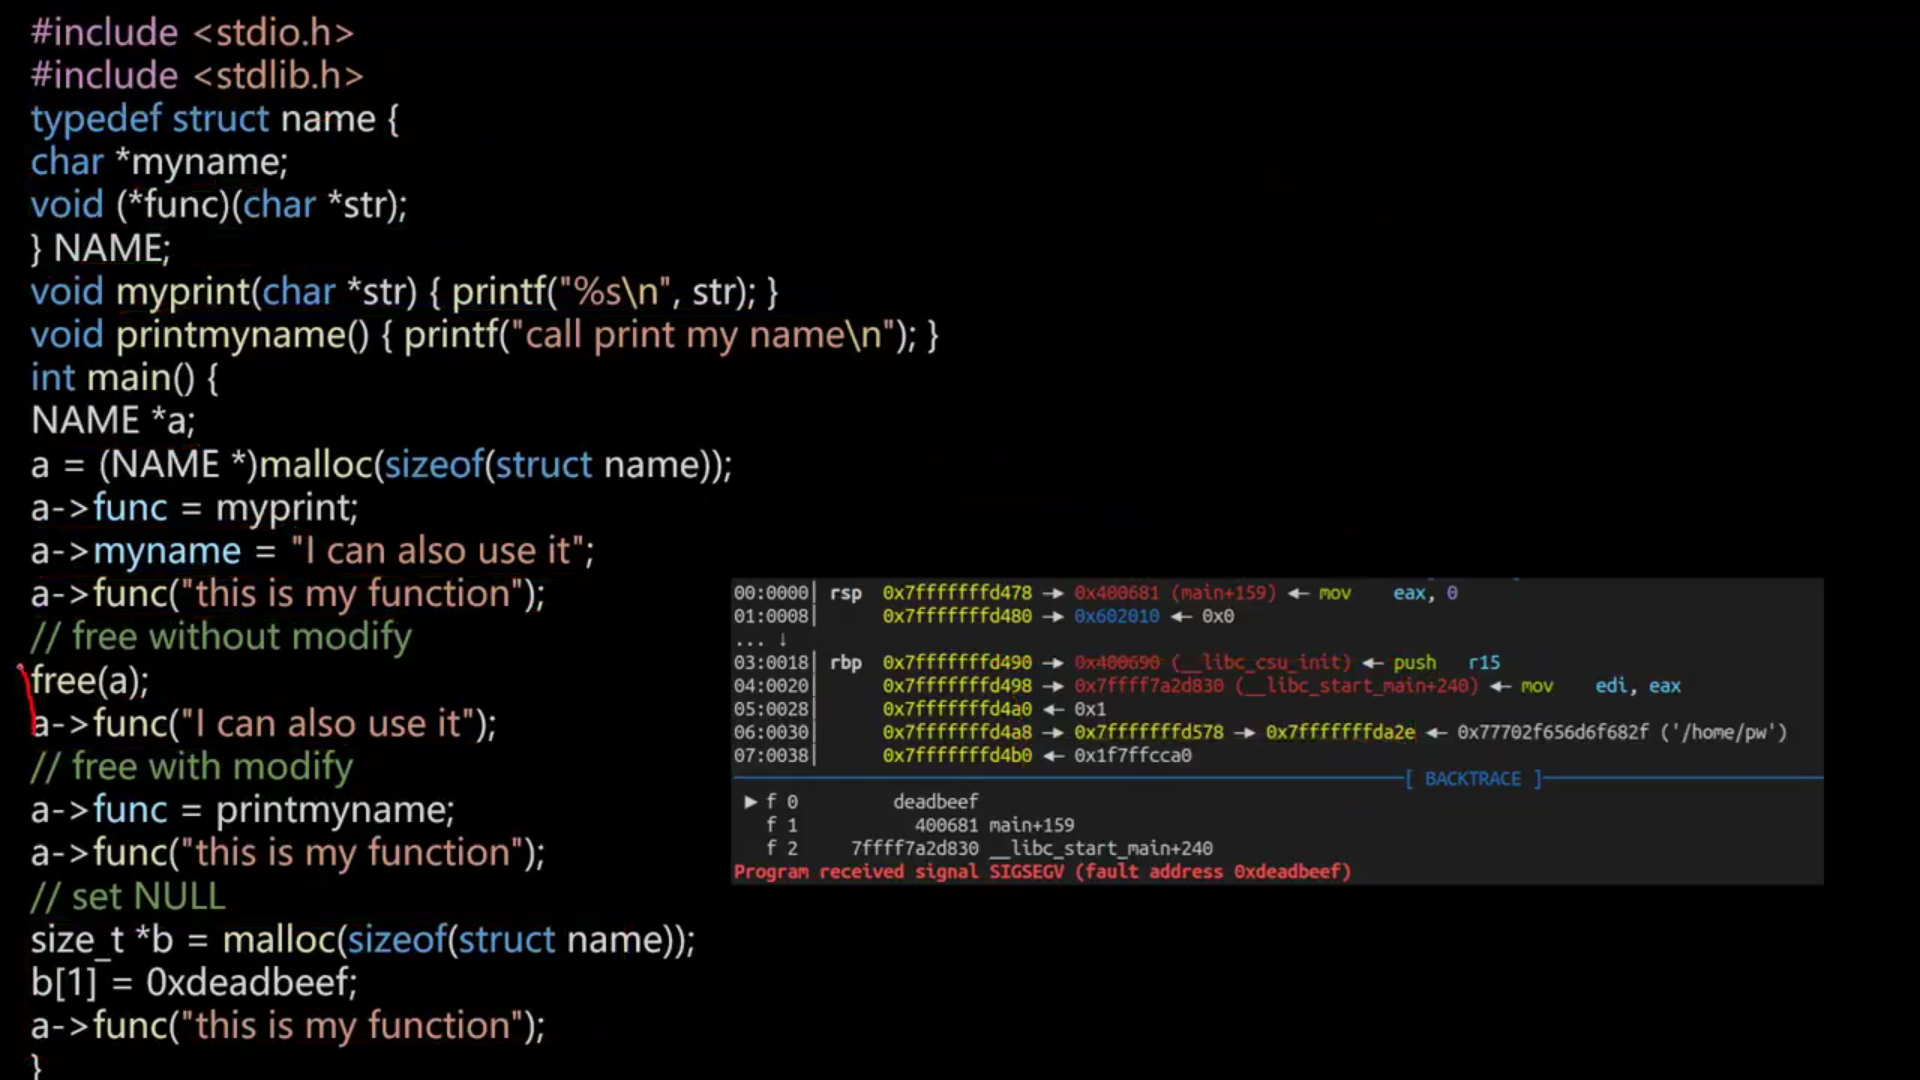 #include <stdio.h>
#include <stdlib.h>
typedef struct name {
char *myname;
void (*func)(char *str);
} NAME;
void myprint(char *str) { printf("%s\n", str); }
void printmyname() { printf("call print my name\n"); }
int main() {
NAME *a;
a = (NAME *)malloc(sizeof(struct name));
a->func = myprint;
a->myname = "I can also use it";
a->func("this is my function");
// free without modify
free(a);
a->func("I can also use it");
// free with modify
a->func = printmyname;
a->func("this is my function");
// set NULL
size_t *b = malloc(sizeof(struct name));
b[1] = 0xdeadbeef;
a->func("this is my function");
}
00:0000│ rsp 0x7fffffffd478 → 0x400681 (main+159) ← mov eax, 0
01:0008│ 0x7fffffffd480 → 0x602010 ← 0x0
... ↓
03:0018│ rbp 0x7fffffffd490 → 0x400690 (__libc_csu_init) ← push r15
04:0020│ 0x7fffffffd498 → 0x7ffff7a2d830 (__libc_start_main+240) ← mov edi, eax
05:0028│ 0x7fffffffd4a0 ← 0x1
06:0030│ 0x7fffffffd4a8 → 0x7fffffffd578 → 0x7fffffffda2e ← 0x77702f656d6f682f ('/home/pw')
07:0038│ 0x7fffffffd4b0 ← 0x1f7ffcca0
[ BACKTRACE ]
► f 0 deadbeef
f 1 400681 main+159
f 2 7ffff7a2d830 __libc_start_main+240
Program received signal SIGSEGV (fault address 0xdeadbeef)